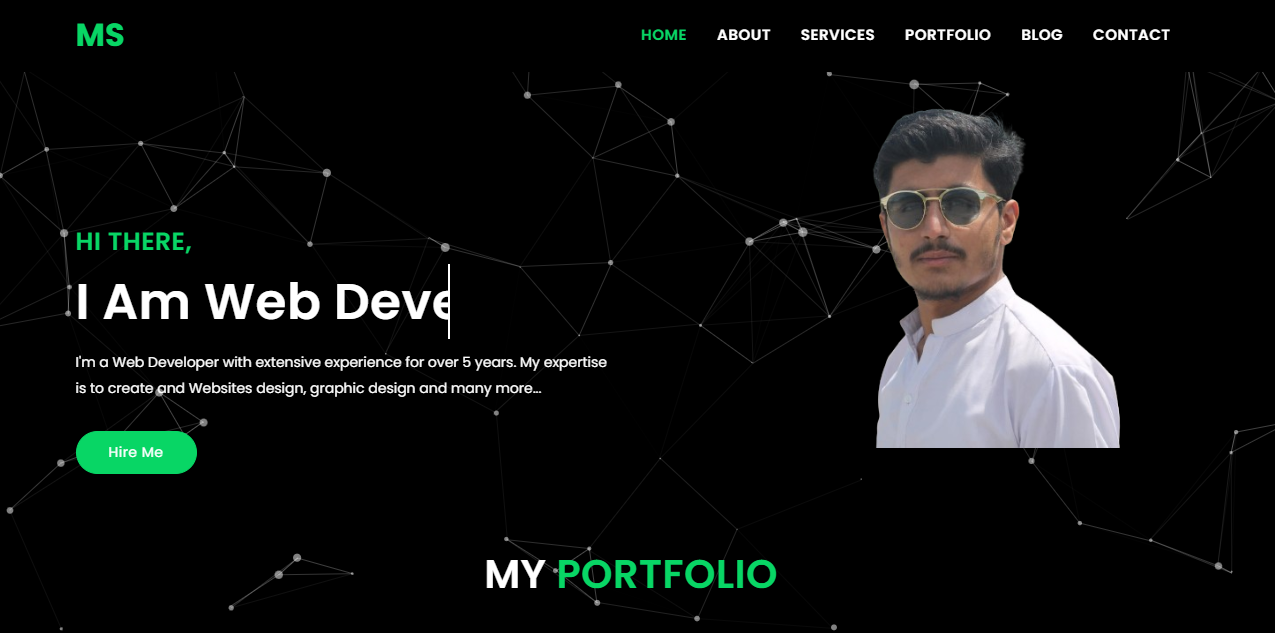 MS
HOME ABOUT SERVICES PORTFOLIO BLOG CONTACT
HI THERE,
I Am Web Deve
I'm a Web Developer with extensive experience for over 5 years. My expertise
is to create and Websites design, graphic design and many more...
Hire Me
MY PORTFOLIO